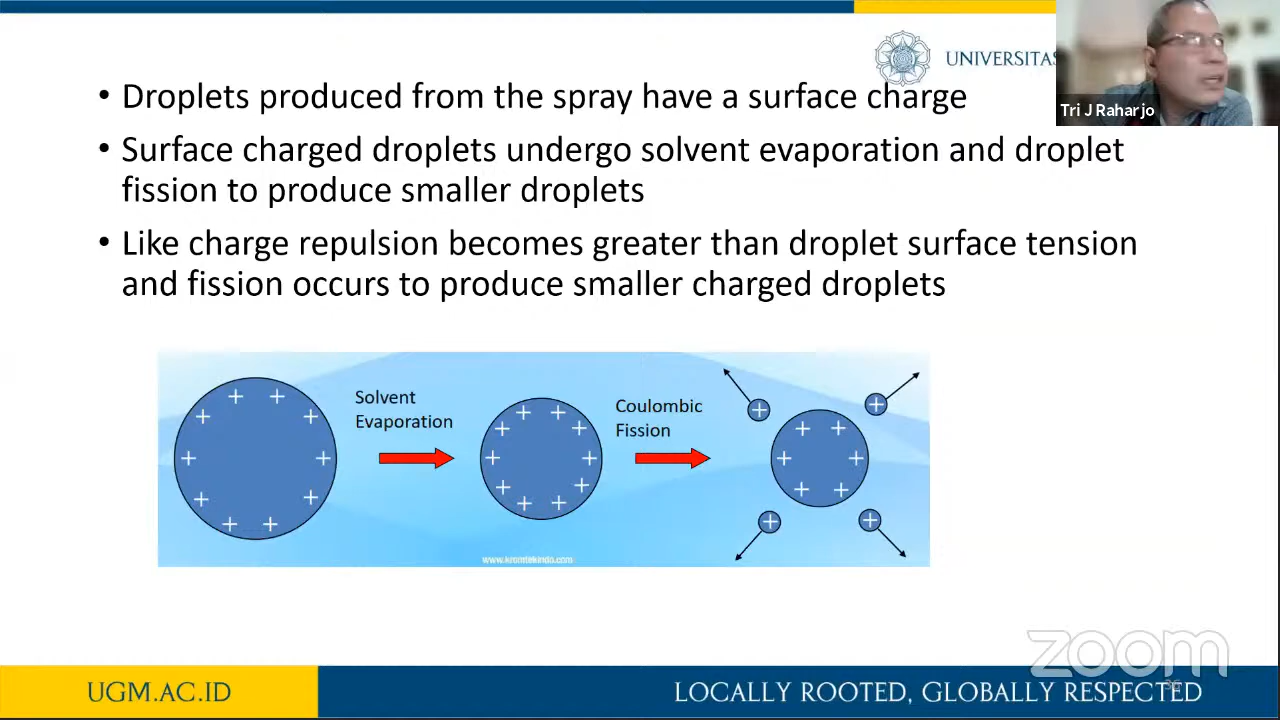 UNIVERSITAS
Tri J Raharjo
• Droplets produced from the spray have a surface charge
• Surface charged droplets undergo solvent evaporation and droplet
fission to produce smaller droplets
• Like charge repulsion becomes greater than droplet surface tension
and fission occurs to produce smaller charged droplets
Solvent
Evaporation
Coulombic
Fission
www.kromtekindo.com
zoom
UGM.AC.ID
LOCALLY ROOTED, GLOBALLY RESPECTED
36